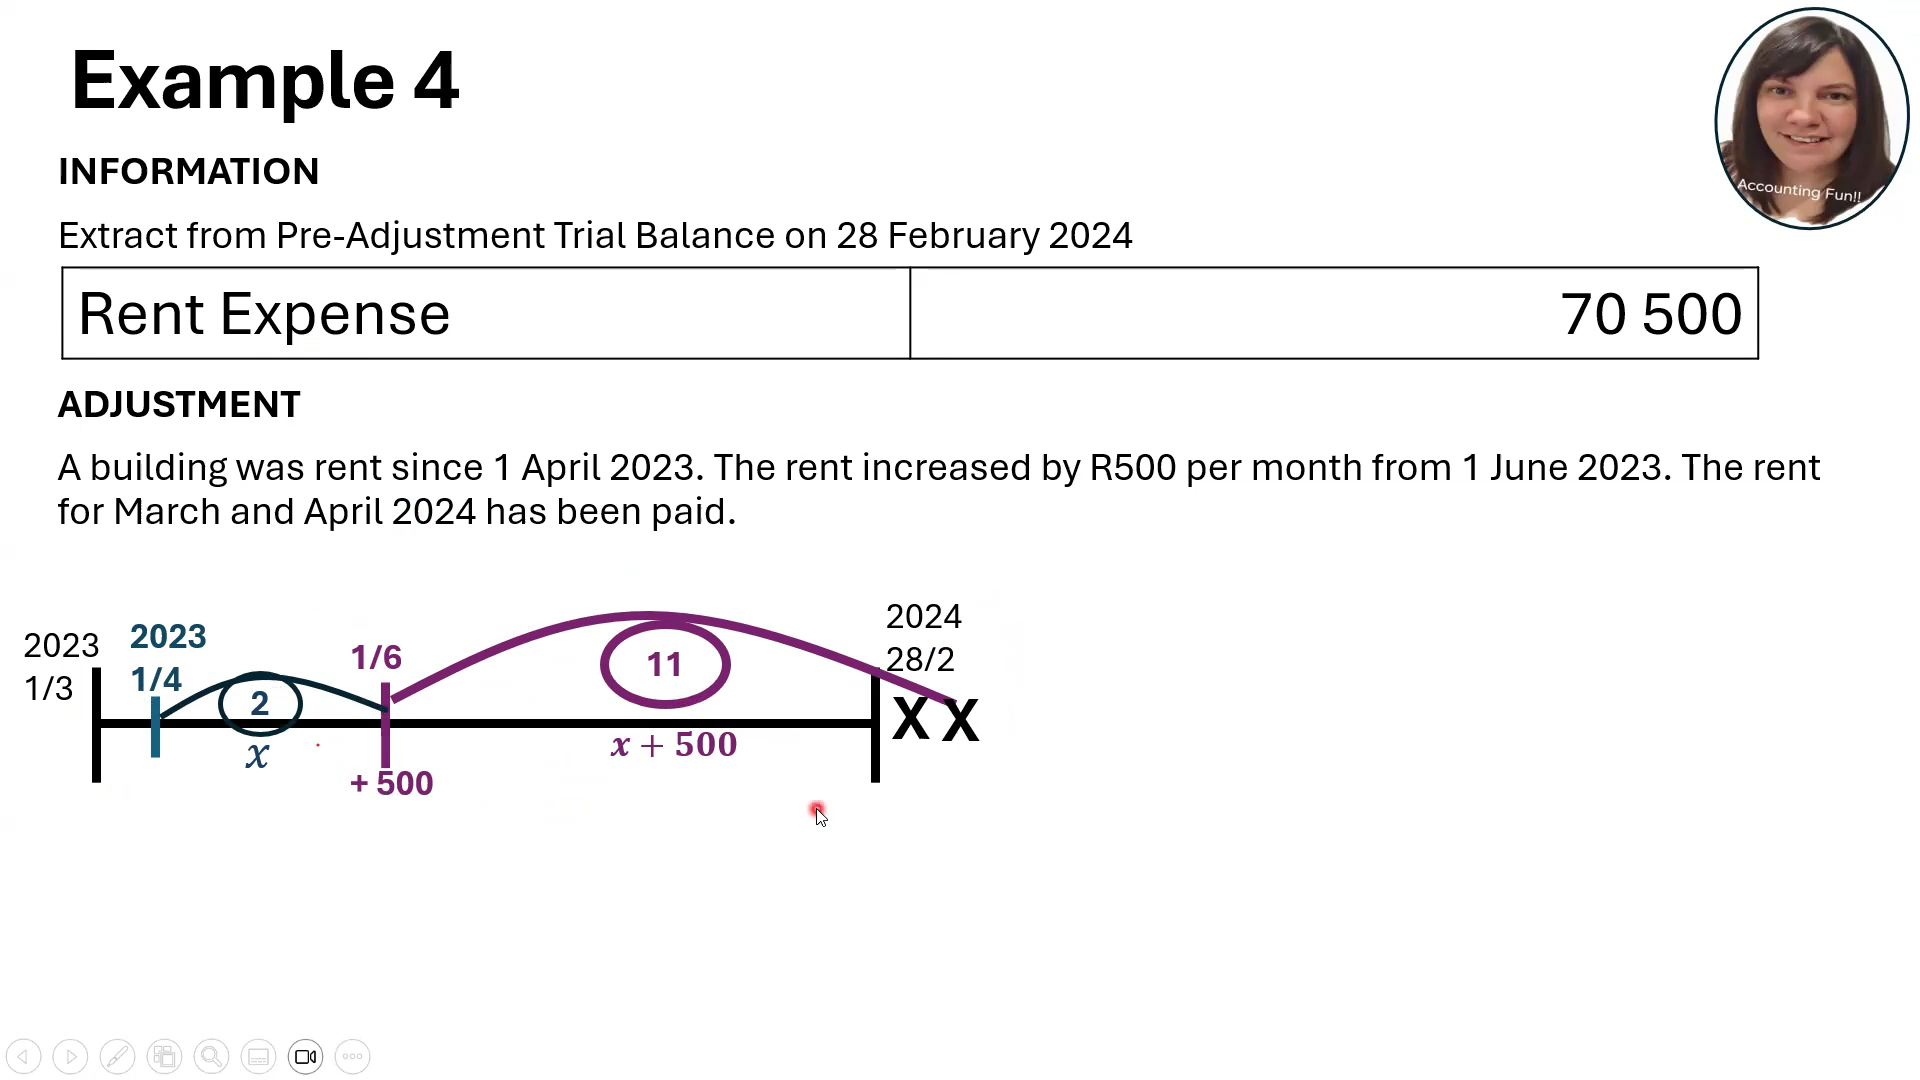 Example 4
Accounting Fun!!
INFORMATION
Extract from Pre-Adjustment Trial Balance on 28 February 2024
Rent Expense 70 500
ADJUSTMENT
A building was rent since 1 April 2023. The rent increased by R500 per month from 1 June 2023. The rent
for March and April 2024 has been paid.
2023
1/3
2023
1/4
2
x
1/6
+ 500
11
x + 500
2024
28/2
X X